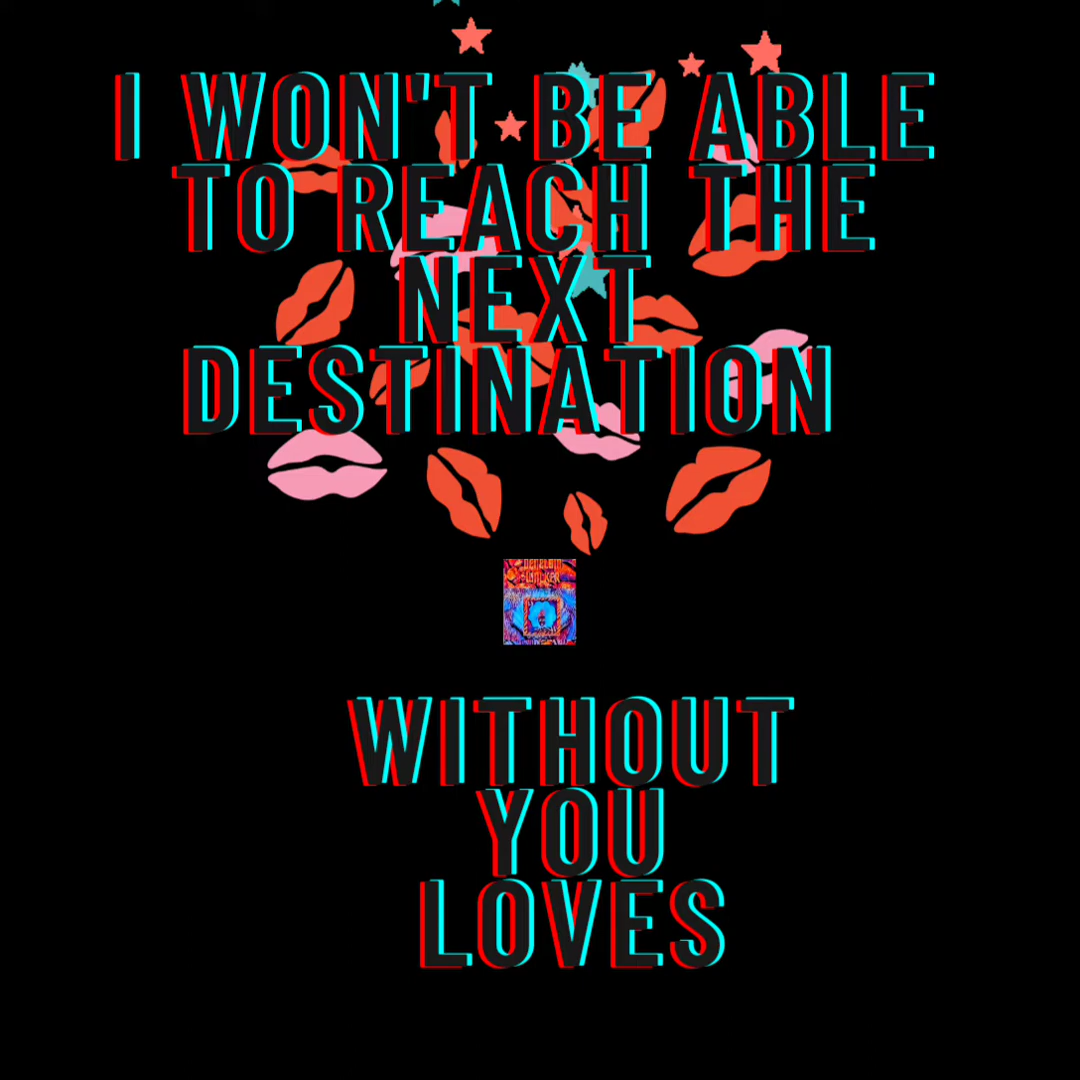 I WON'T BE ABLE
TO REACH THE
NEXT
DESTINATION
WITHOUT
YOU
LOVES